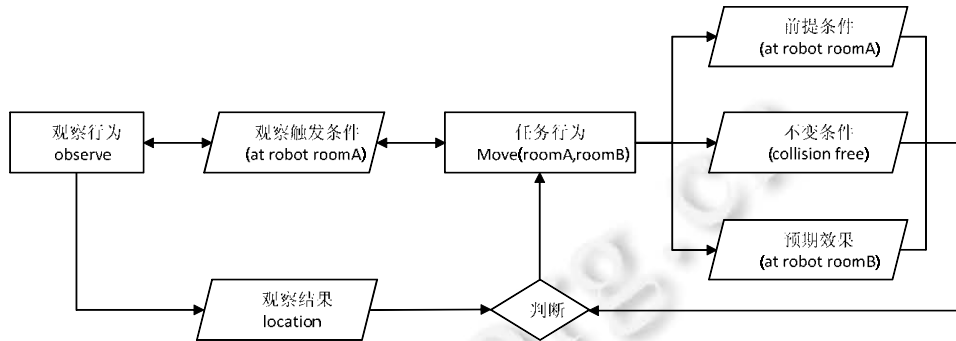 前提条件
(at robot roomA)
观察行为
observe
观察触发条件
(at robot roomA)
任务行为
Move(roomA,roomB)
不变条件
(collision free)
预期效果
(at robot roomB)
观察结果
location
判断